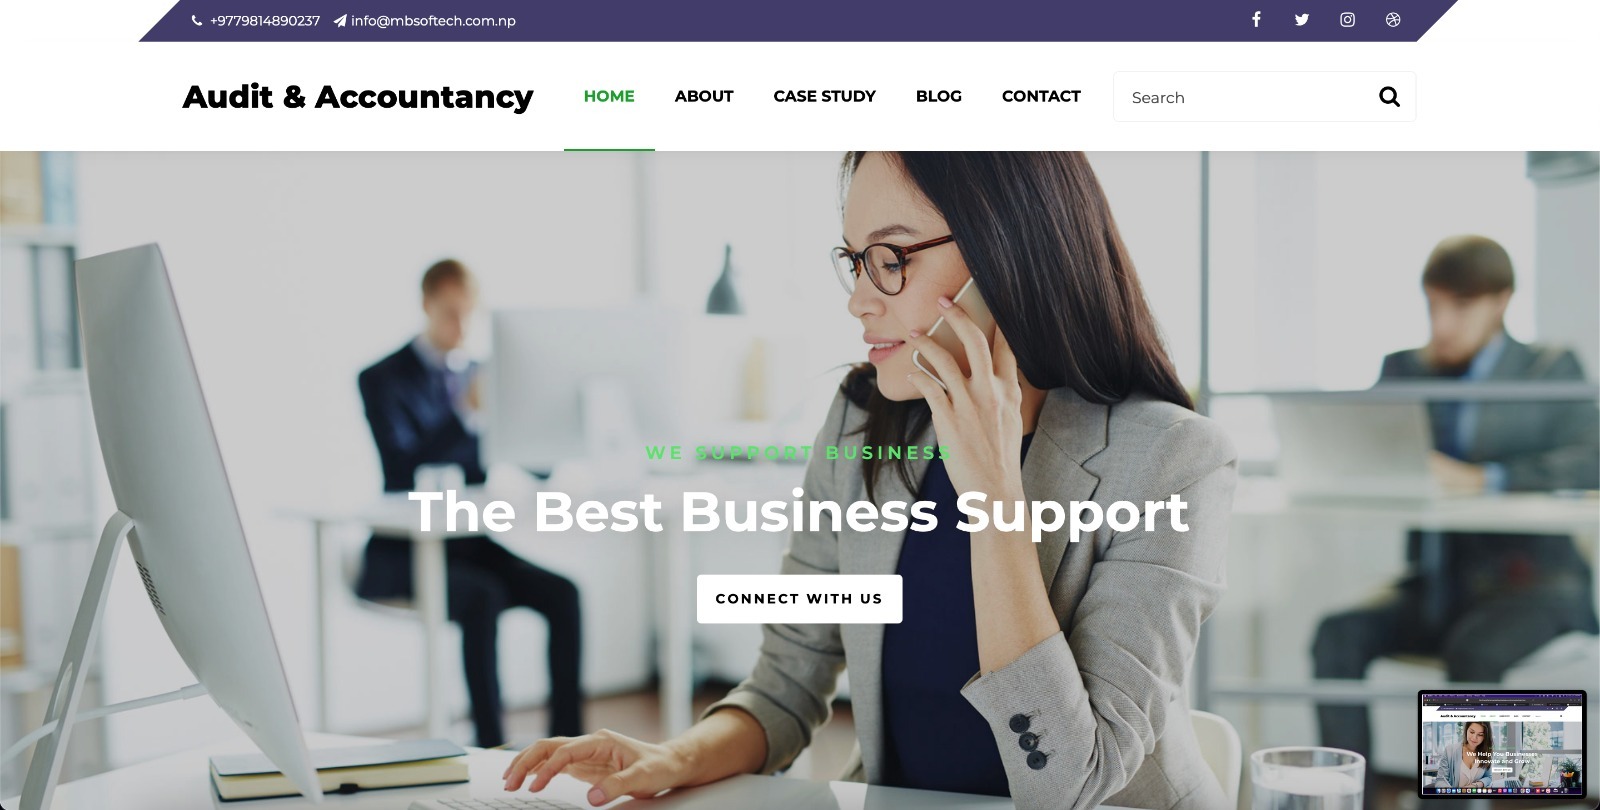 +9779814890237 info@mbsoftech.com.np
Audit & Accountancy
HOME ABOUT CASE STUDY BLOG CONTACT
Search
WE SUPPORT BUSINESS
The Best Business Support
CONNECT WITH US
Audit & Accountancy
We Help You Businesses
Innovate and Grow